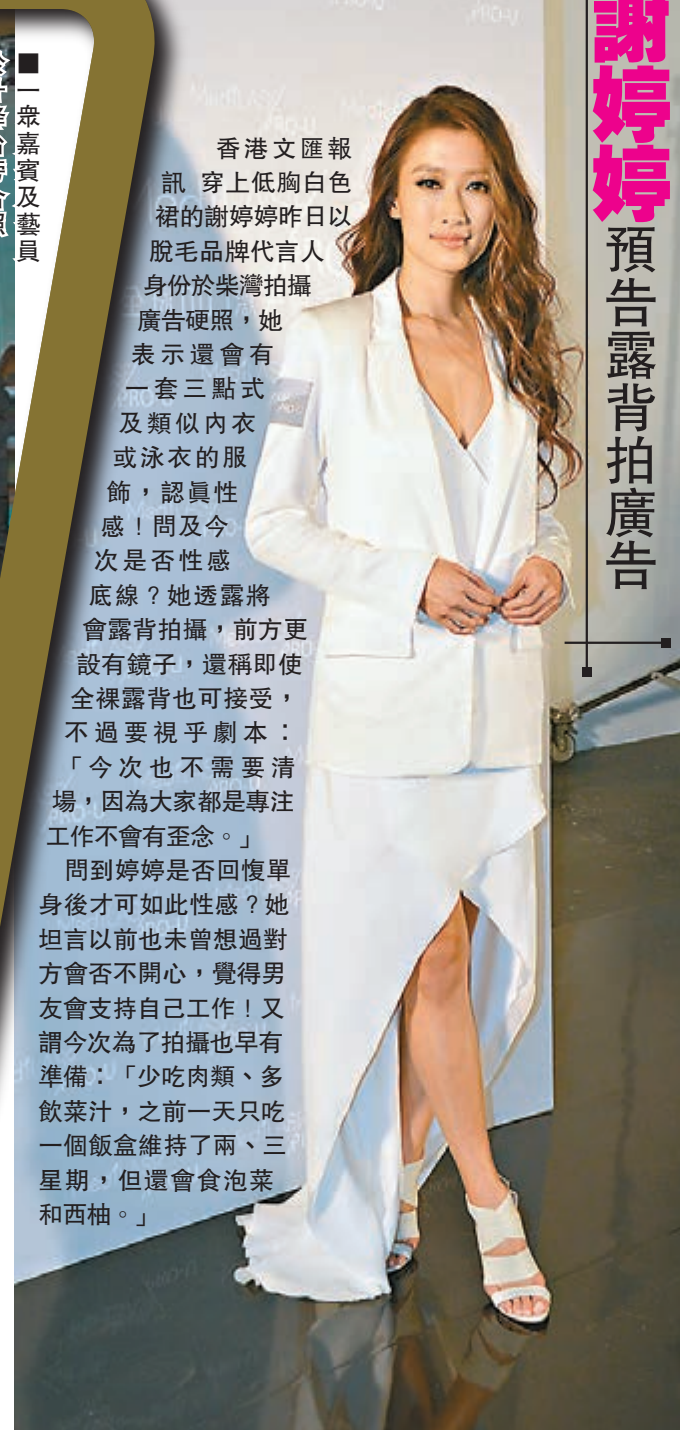 謝婷婷預告露背拍廣告
香港文匯報
訊 穿上低胸白色
裙的謝婷婷昨日以
脫毛品牌代言人
身份於柴灣拍攝
廣告硬照，她
表示還會有
一套三點式
及類似內衣
或泳衣的服
飾，認真性
感！問及今
次是否性感
底線？她透露將
會露背拍攝，前方更
設有鏡子，還稱即使
全裸露背也可接受，
不過要視乎劇本：
「今次也不需要清
場，因為大家都是專注
工作不會有歪念。」
問到婷婷是否回愎單
身後才可如此性感？她
坦言以前也未曾想過對
方會否不開心，覺得男
友會支持自己工作！又
謂今次為了拍攝也早有
準備：「少吃肉類、多
飲菜汁，之前一天只吃
一個飯盒維持了兩、三
星期，但還會食泡菜
和西柚。」
■一衆嘉賓及藝員